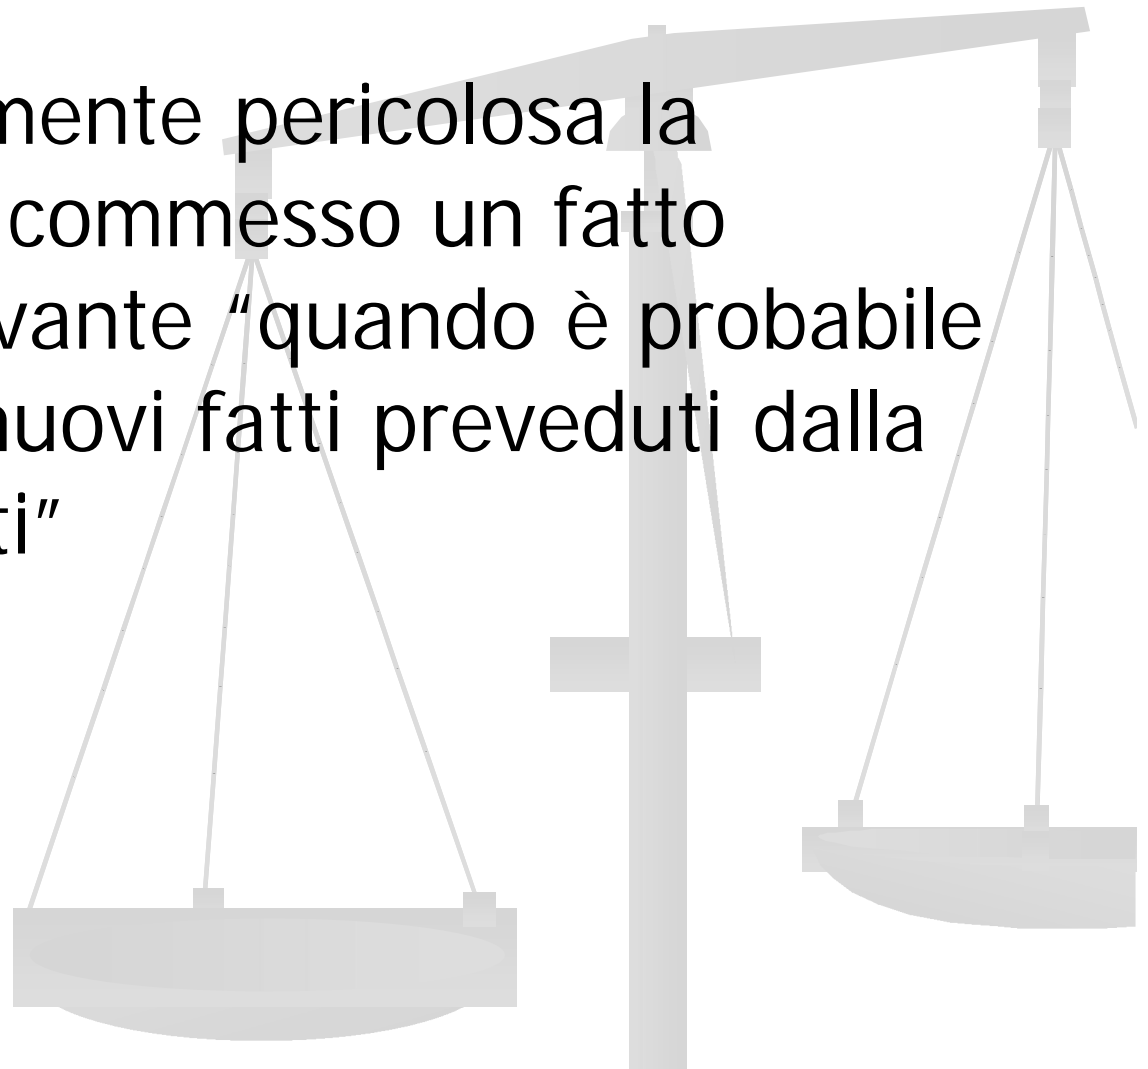 mente pericolosa la
commesso un fatto
vante “quando è probabile
nuovi fatti preveduti dalla
ti”